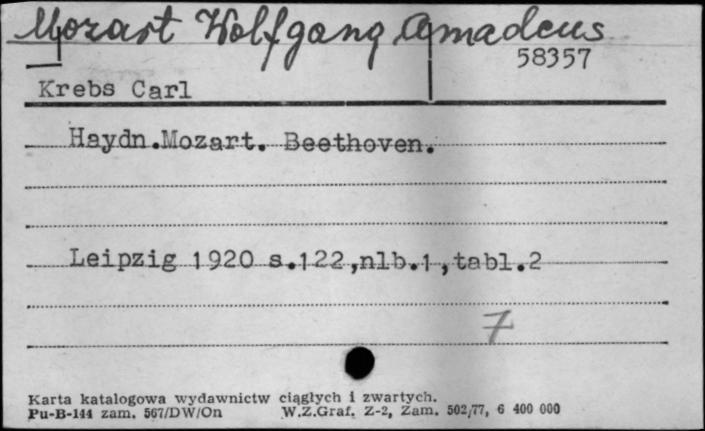 Mozart Wolfgang Amadeus
58357
Krebs Carl
Haydn.Mozart. Beethoven.
Leipzig 1920 s.122,nlb.1,tabl.2
7
Karta katalogowa wydawnictw ciągłych i zwartych.
Pu-B-144 zam. 567/DW/On W.Z.Graf. Z-2, Zam. 502/77, 6 400 000